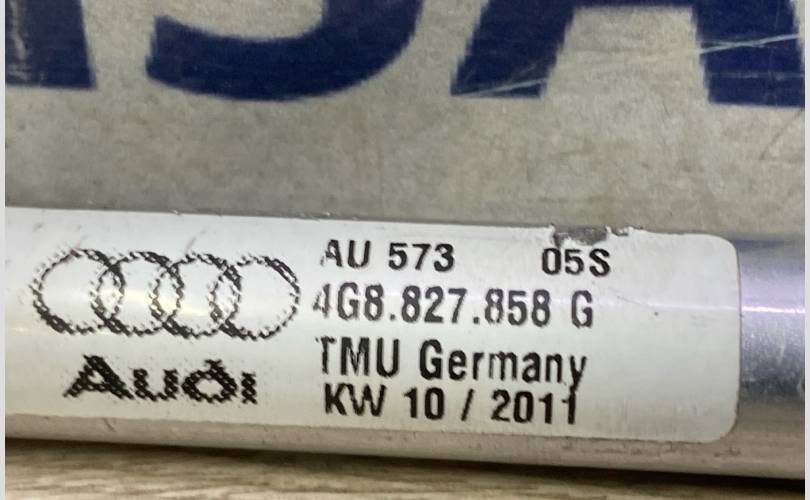 AU 573 05S
4G8.827.858 G
TMU Germany
KW 10 / 2011
Audi